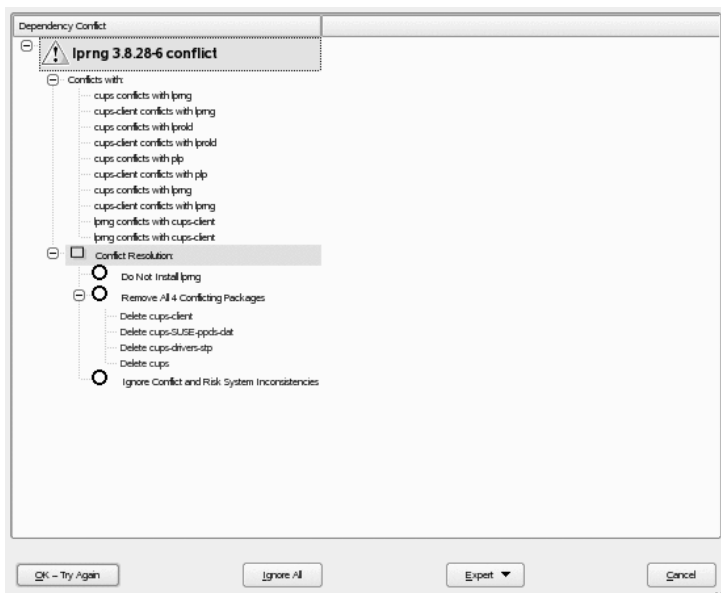 Dependency Conflict
lprng 3.8.28-6 conflict
Conflicts with:
cups conflicts with lprng
cups-client conflicts with lprng
cups conflicts with lprold
cups-client conflicts with lprold
cups conflicts with plp
cups-client conflicts with plp
cups conflicts with lprng
cups-client conflicts with lprng
lprng conflicts with cups-client
lprng conflicts with cups-client
Conflict Resolution:
Do Not Install lprng
Remove All 4 Conflicting Packages
Delete cups-client
Delete cups-SUSE-ppds-dat
Delete cups-drivers-stp
Delete cups
Ignore Conflict and Risk System Inconsistencies
OK – Try Again Ignore All Expert Cancel